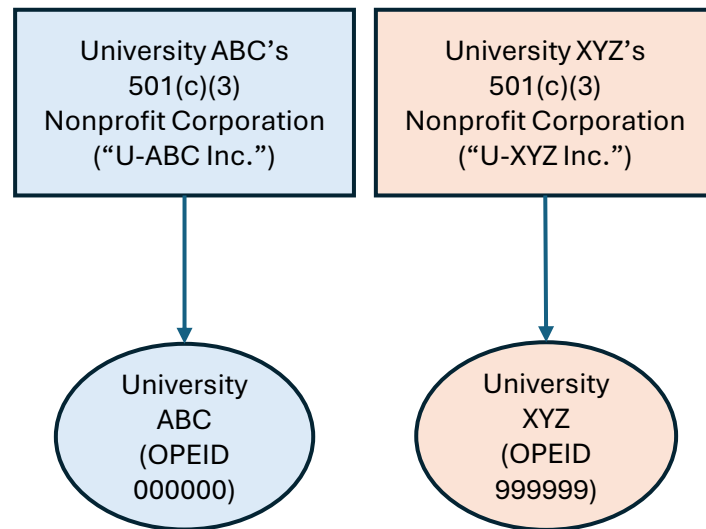 University ABC’s
501(c)(3)
Nonprofit Corporation
(“U-ABC Inc.”)
University XYZ’s
501(c)(3)
Nonprofit Corporation
(“U-XYZ Inc.”)
University
ABC
(OPEID
000000)
University
XYZ
(OPEID
999999)